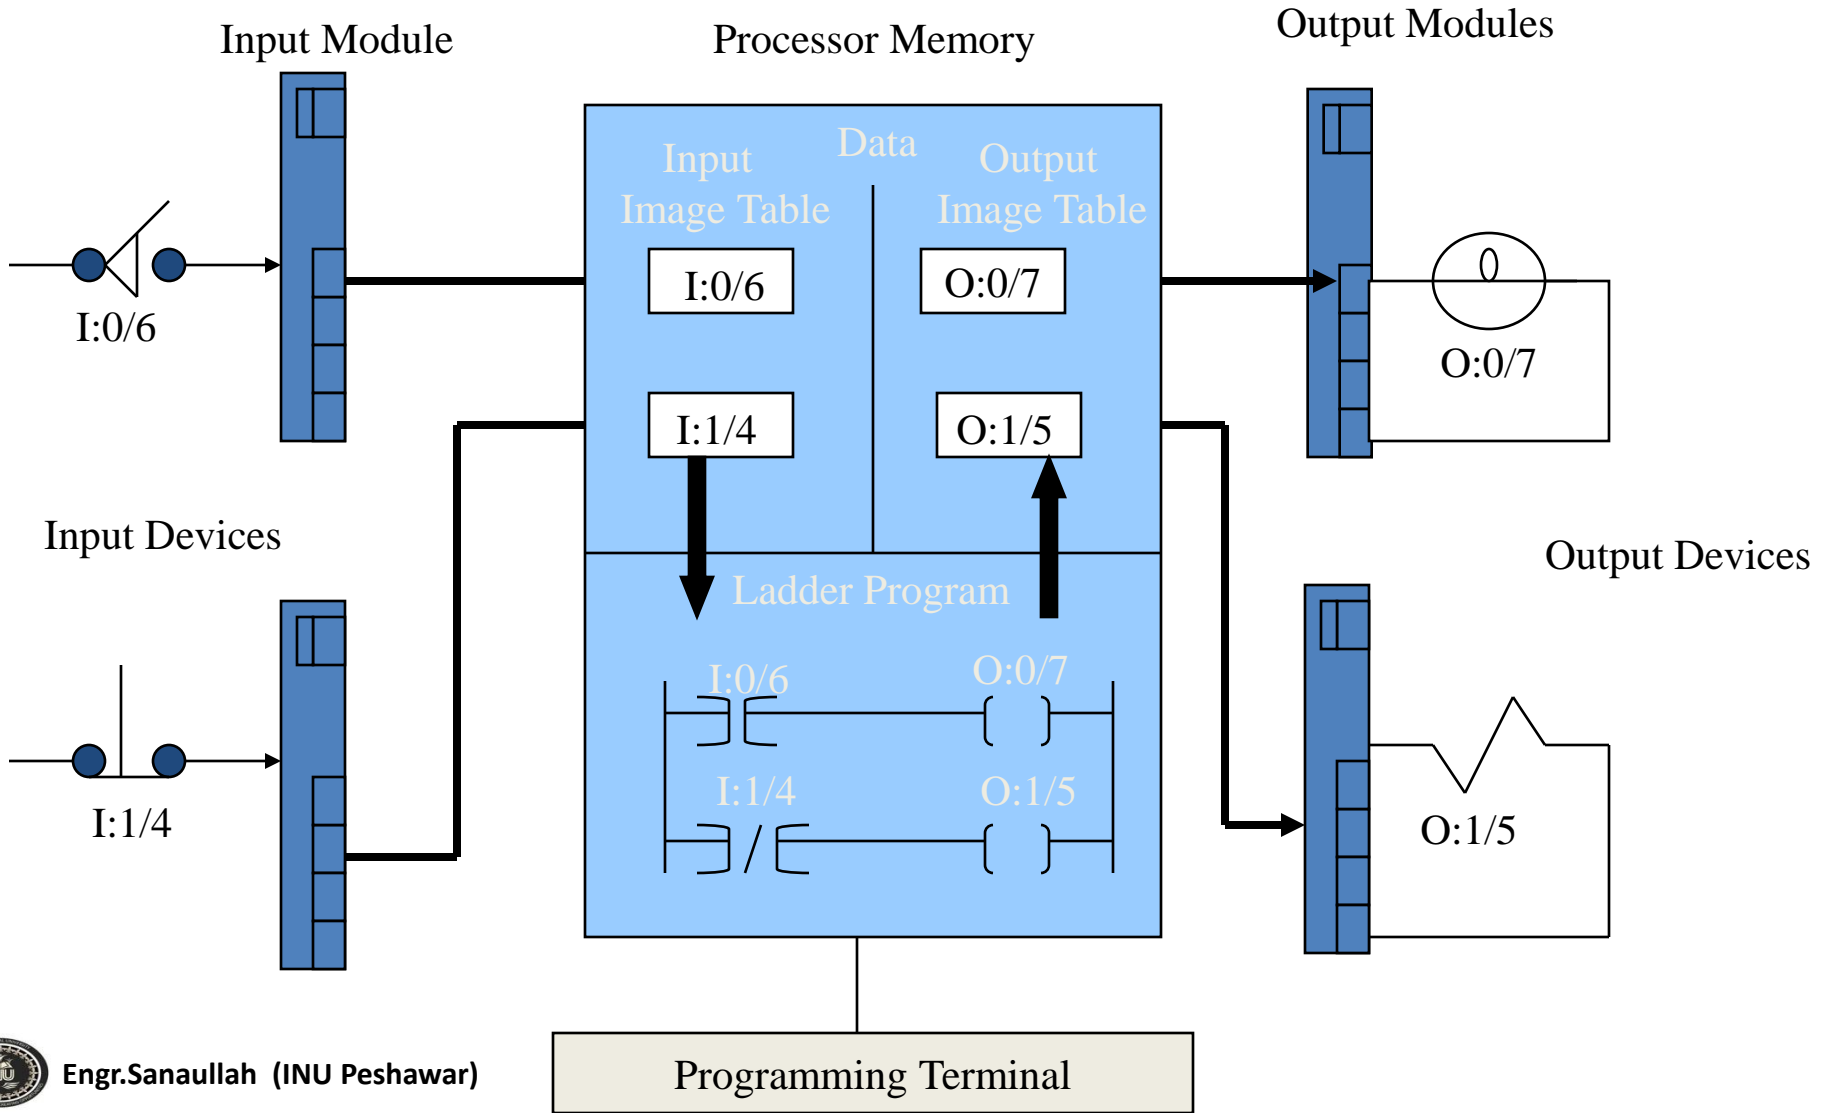 Input Module
Processor Memory
Output Modules
Data
Input
Image Table
Output
Image Table
I:0/6
I:0/6
O:0/7
O:0/7
I:1/4
O:1/5
Input Devices
Output Devices
Ladder Program
I:0/6
O:0/7
I:1/4
I:1/4
O:1/5
O:1/5
Engr.Sanaullah (INU Peshawar)
Programming Terminal